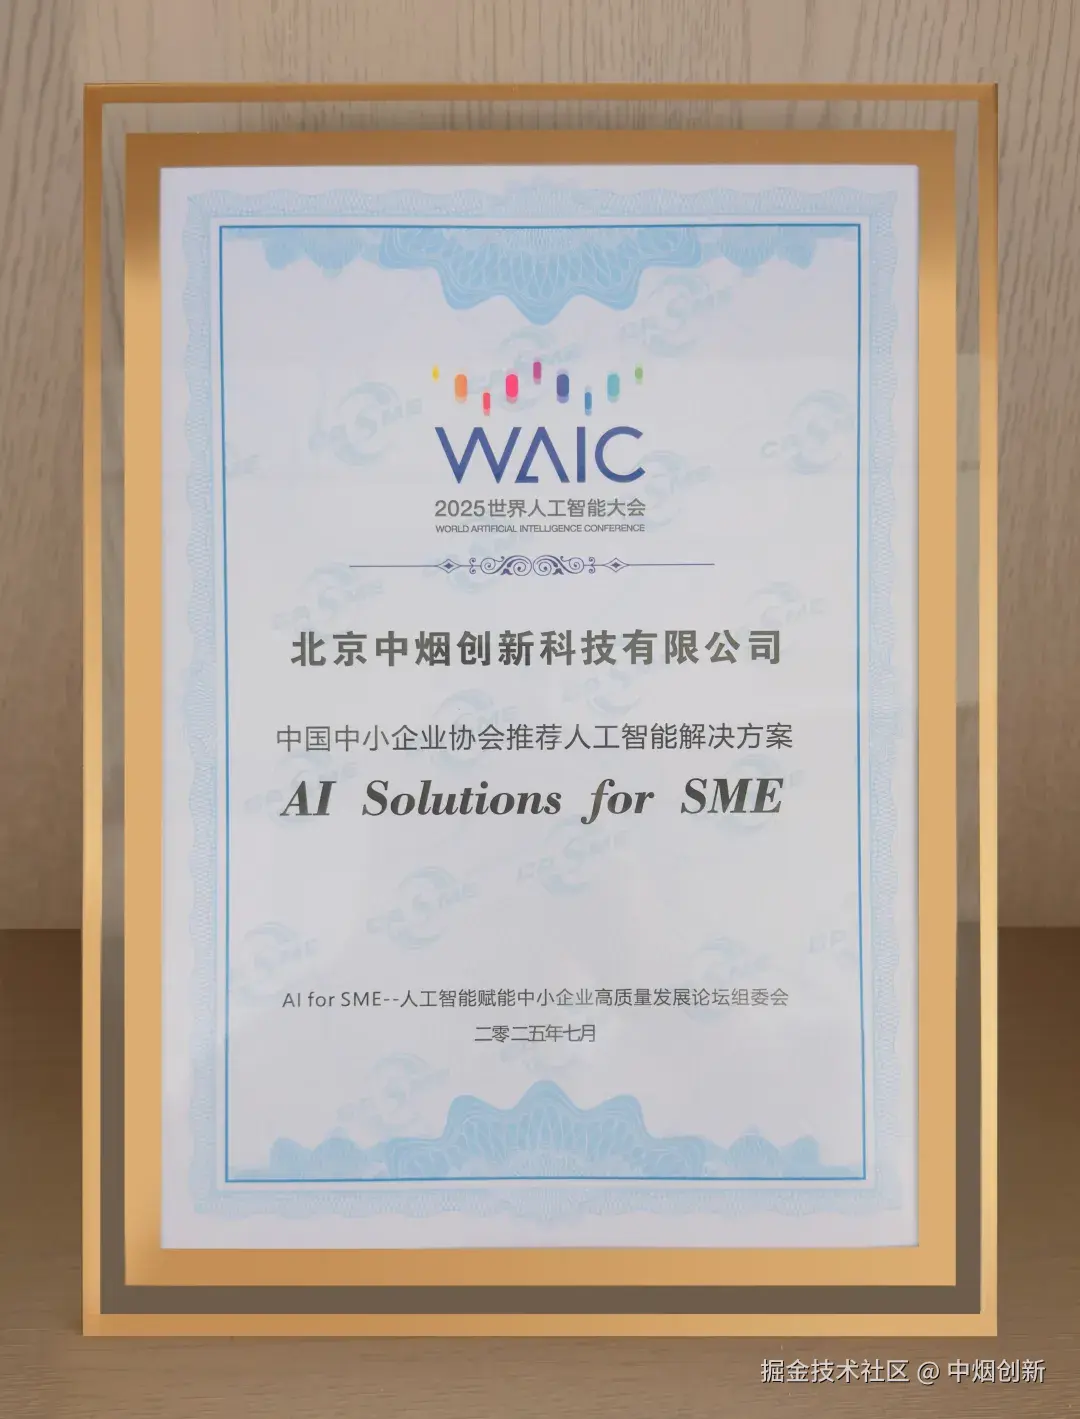 WAIC
2025世界人工智能大会
WORLD ARTIFICIAL INTELLIGENCE CONFERENCE
北京中烟创新科技有限公司
中国中小企业协会推荐人工智能解决方案
AI Solutions for SME
AI for SME--人工智能赋能中小企业高质量发展论坛组委会
二零二五年七月
掘金技术社区 @ 中烟创新